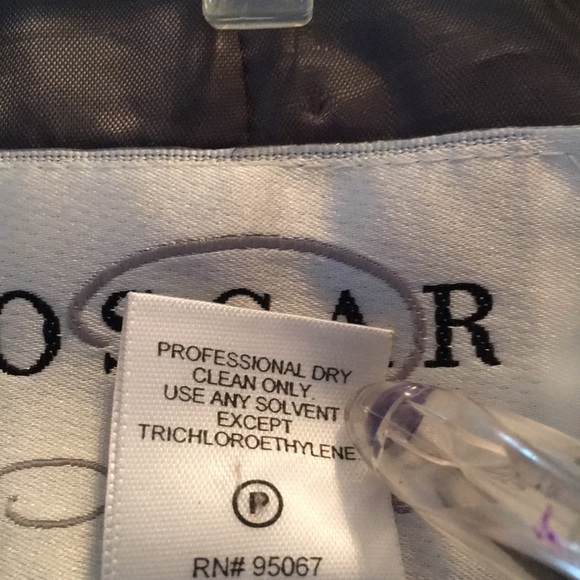 OSCAR
PROFESSIONAL DRY
CLEAN ONLY.
USE ANY SOLVENT
EXCEPT
TRICHLOROETHYLENE.
P
RN# 95067